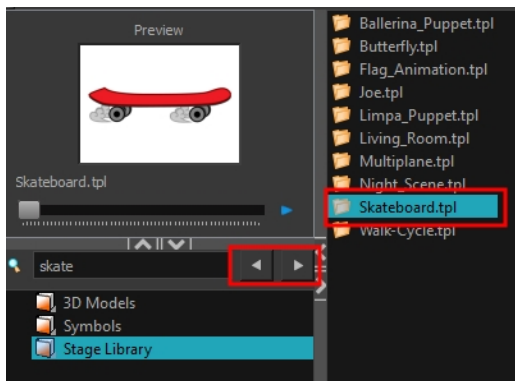 Preview
Skateboard.tpl
skate
3D Models
Symbols
Stage Library
Ballerina_Puppet.tpl
Butterfly.tpl
Flag_Animation.tpl
Joe.tpl
Limpa_Puppet.tpl
Living_Room.tpl
Multiplane.tpl
Night_Scene.tpl
Skateboard.tpl
Walk-Cycle.tpl